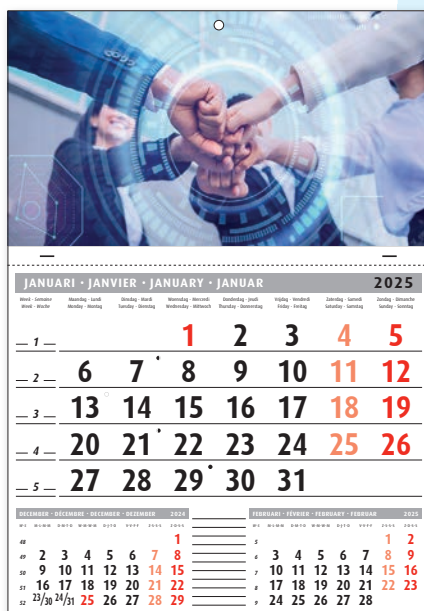 JANUARI · JANVIER · JANUARY · JANUAR 2025
Week - Semaine Maandag - Lundi Dinsdag - Mardi Woensdag - Mercredi Donderdag - Jeudi Vrijdag - Vendredi Zaterdag - Samedi Zondag - Dimanche
Week - Woche Monday - Montag Tuesday - Dienstag Wednesday - Mittwoch Thursday - Donnerstag Friday - Freitag Saturday - Samstag Sunday - Sonntag
1 1 2 3 4 5
2 6 7 8 9 10 11 12
3 13 14 15 16 17 18 19
4 20 21 22 23 24 25 26
5 27 28 29 30 31
DECEMBER · DÉCEMBRE · DECEMBER · DEZEMBER 2024
48 1
49 2 3 4 5 6 7 8
50 9 10 11 12 13 14 15
51 16 17 18 19 20 21 22
52 23/30 24/31 25 26 27 28 29
FEBRUARI · FÉVRIER · FEBRUARY · FEBRUAR 2025
5 1 2
6 3 4 5 6 7 8 9
7 10 11 12 13 14 15 16
8 17 18 19 20 21 22 23
9 24 25 26 27 28